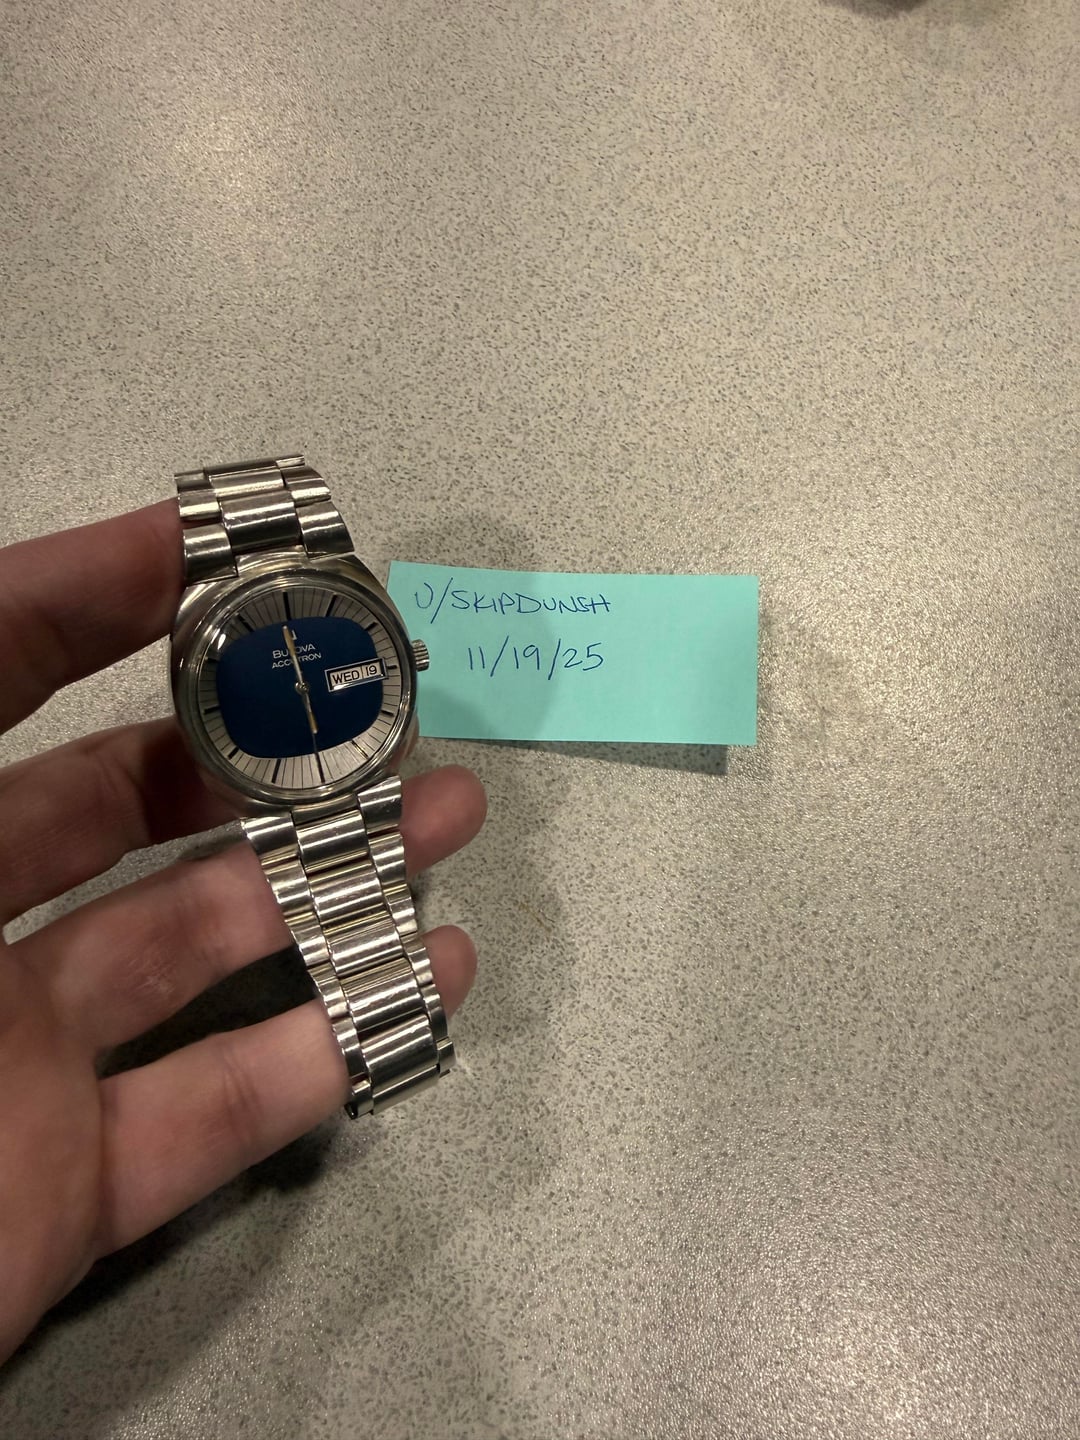 BULOVA
ACCUTRON
WED 19
U/SKIPDUNSH
11/19/25